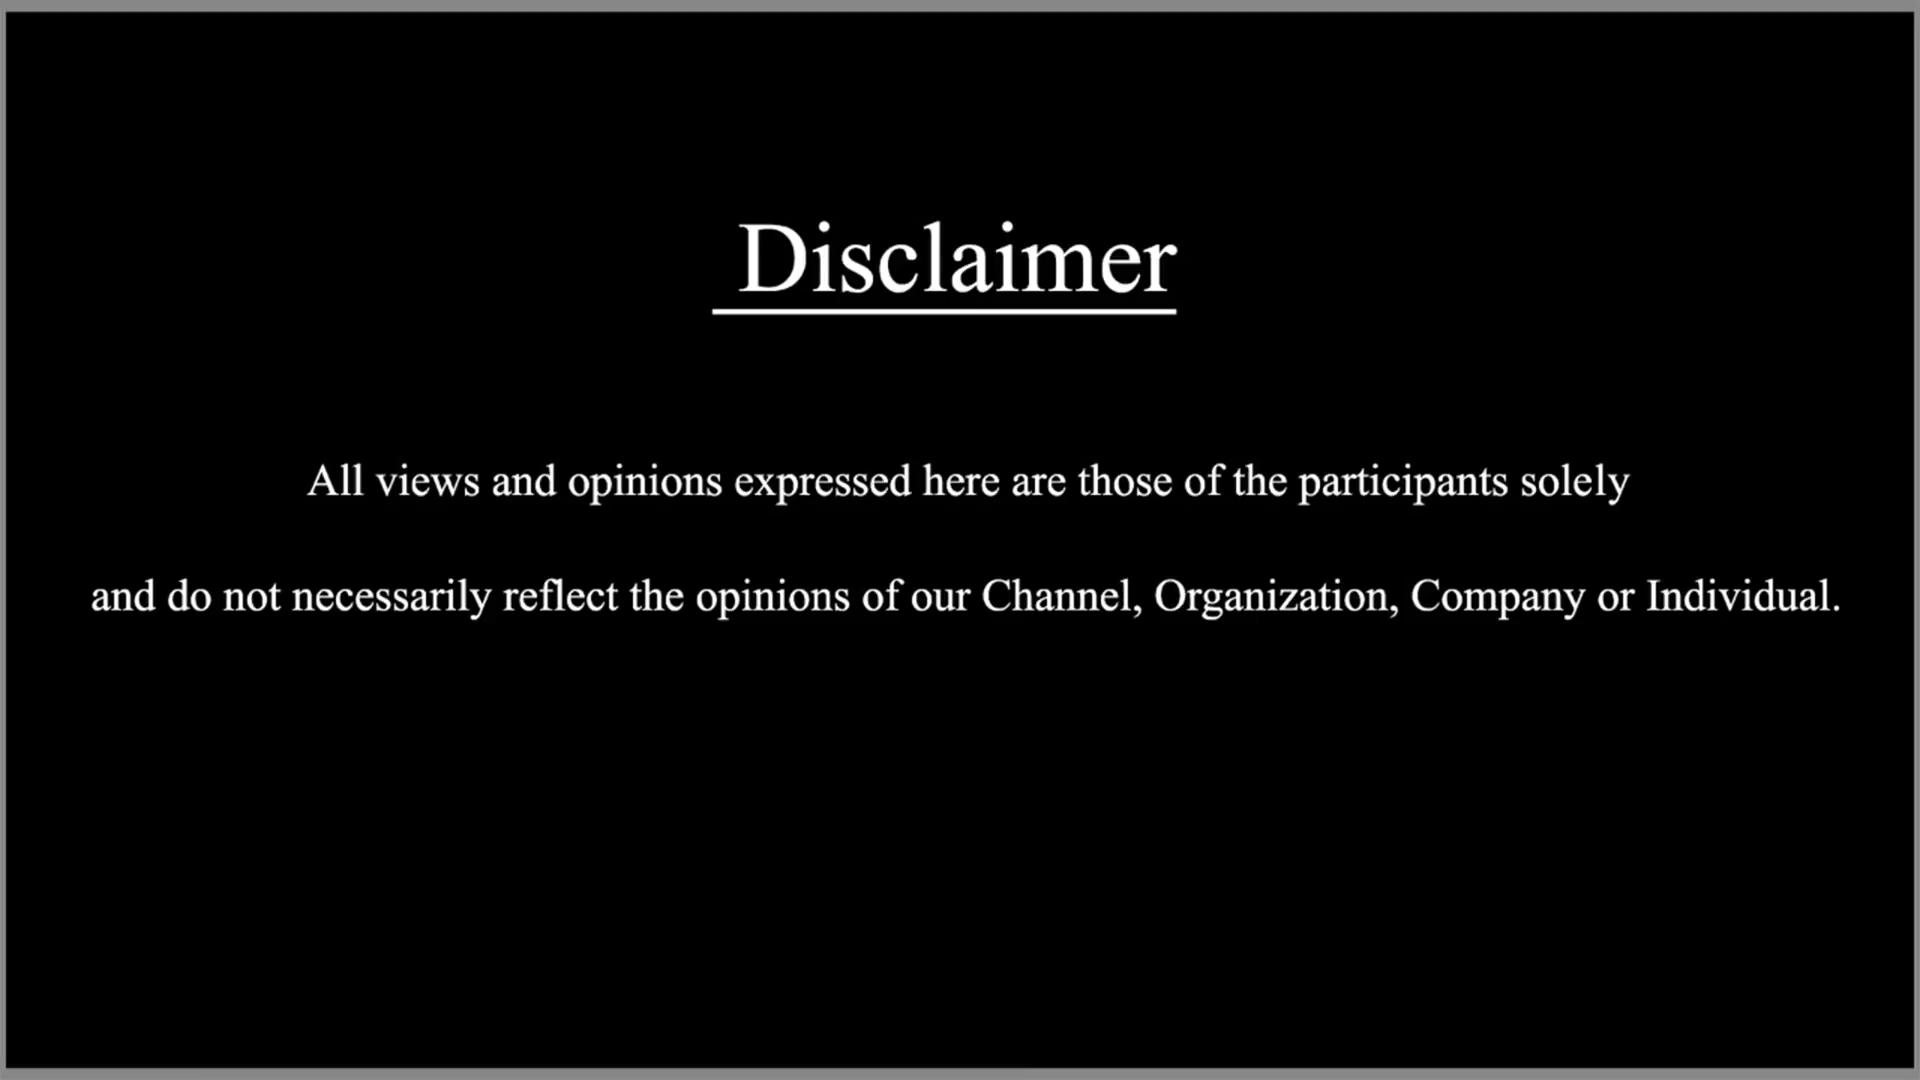 Disclaimer
All views and opinions expressed here are those of the participants solely
and do not necessarily reflect the opinions of our Channel, Organization, Company or Individual.